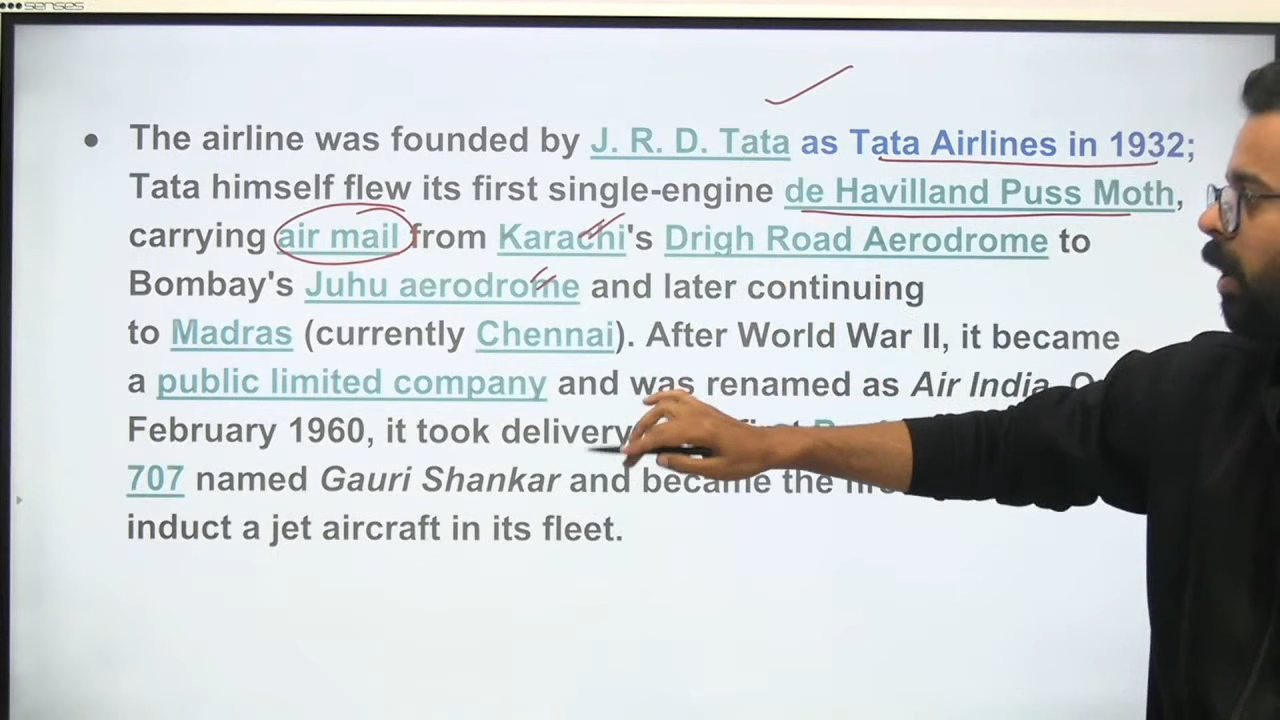 senses
• The airline was founded by J. R. D. Tata as Tata Airlines in 1932;
Tata himself flew its first single-engine de Havilland Puss Moth,
carrying air mail from Karachi's Drigh Road Aerodrome to
Bombay's Juhu aerodrome and later continuing
to Madras (currently Chennai). After World War II, it became
a public limited company and was renamed as Air India.
February 1960, it took delivery
707 named Gauri Shankar and became the
induct a jet aircraft in its fleet.